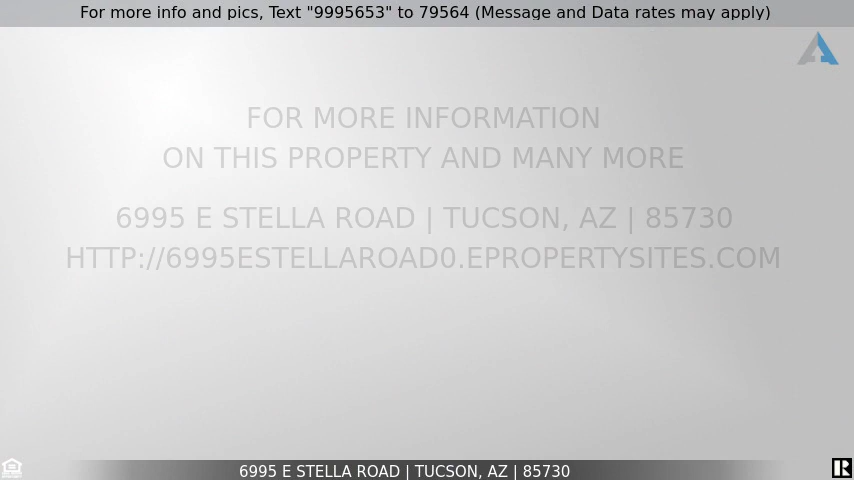 For more info and pics, Text "9995653" to 79564 (Message and Data rates may apply)
FOR MORE INFORMATION
ON THIS PROPERTY AND MANY MORE
6995 E STELLA ROAD | TUCSON, AZ | 85730
HTTP://6995ESTELLAROAD0.EPROPERTYSITES.COM
6995 E STELLA ROAD | TUCSON, AZ | 85730